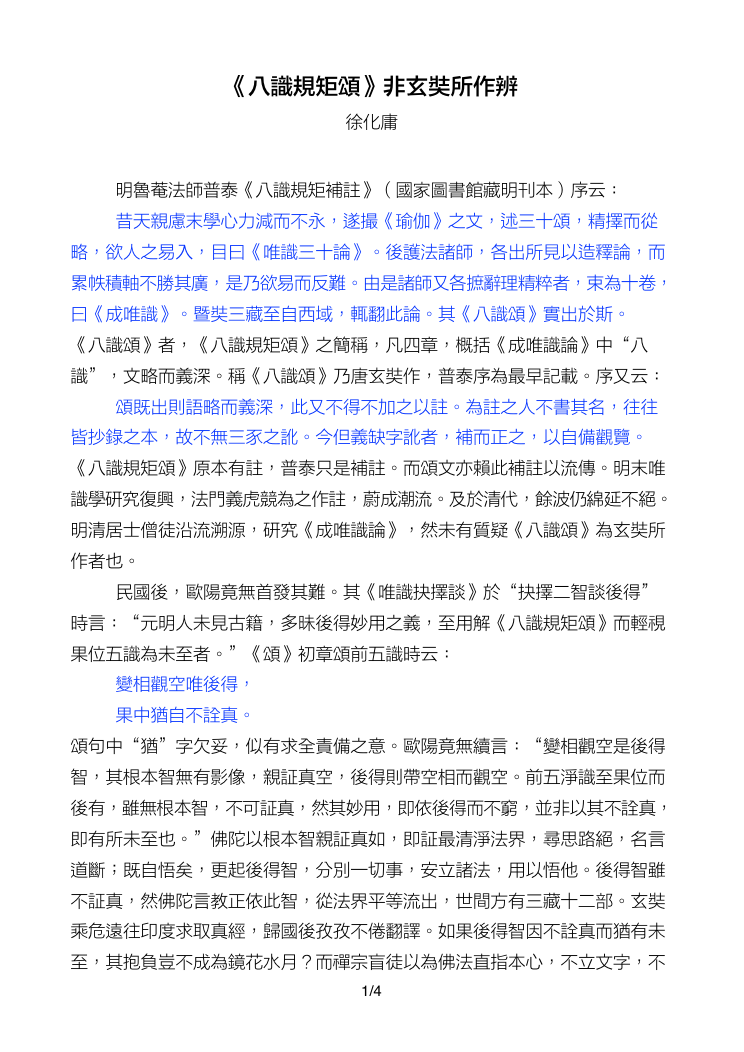 《八識規矩頌》非玄奘所作辨
徐化庸
明魯菴法師普泰《八識規矩補註》（國家圖書館藏明刊本）序云：
昔天親慮末學心力減而不永，遂撮《瑜伽》之文，述三十頌，精擇而從
略，欲人之易入，目曰《唯識三十論》。後護法諸師，各出所見以造釋論，而
累帙積軸不勝其廣，是乃欲易而反難。由是諸師又各摭辭理精粹者，束為十卷，
曰《成唯識》。暨奘三藏至自西域，輒翻此論。其《八識頌》實出於斯。
《八識頌》者，《八識規矩頌》之簡稱，凡四章，概括《成唯識論》中“八
識”，文略而義深。稱《八識頌》乃唐玄奘作，普泰序為最早記載。序又云：
頌既出則語略而義深，此又不得不加之以註。為註之人不書其名，往往
皆抄錄之本，故不無三豕之訛。今但義缺字訛者，補而正之，以自備觀覽。
《八識規矩頌》原本有註，普泰只是補註。而頌文亦賴此補註以流傳。明末唯
識學研究復興，法門義虎競為之作註，蔚成潮流。及於清代，餘波仍綿延不絕。
明清居士僧徒沿流溯源，研究《成唯識論》，然未有質疑《八識頌》為玄奘所
作者也。
民國後，歐陽竟無首發其難。其《唯識抉擇談》於“抉擇二智談後得”
時言：“元明人未見古籍，多昧後得妙用之義，至用解《八識規矩頌》而輕視
果位五識為未至者。”《頌》初章頌前五識時云：
變相觀空唯後得，
果中猶自不詮真。
頌句中“猶”字欠妥，似有求全責備之意。歐陽竟無續言：“變相觀空是後得
智，其根本智無有影像，親証真空，後得則帶空相而觀空。前五淨識至果位而
後有，雖無根本智，不可証真，然其妙用，即依後得而不窮，並非以其不詮真，
即有所未至也。”佛陀以根本智親証真如，即証最清淨法界，尋思路絕，名言
道斷；既自悟矣，更起後得智，分別一切事，安立諸法，用以悟他。後得智雖
不証真，然佛陀言教正依此智，從法界平等流出，世間方有三藏十二部。玄奘
乘危遠往印度求取真經，歸國後孜孜不倦翻譯。如果後得智因不詮真而猶有未
至，其抱負豈不成為鏡花水月？而禪宗盲徒以為佛法直指本心，不立文字，不
1/4